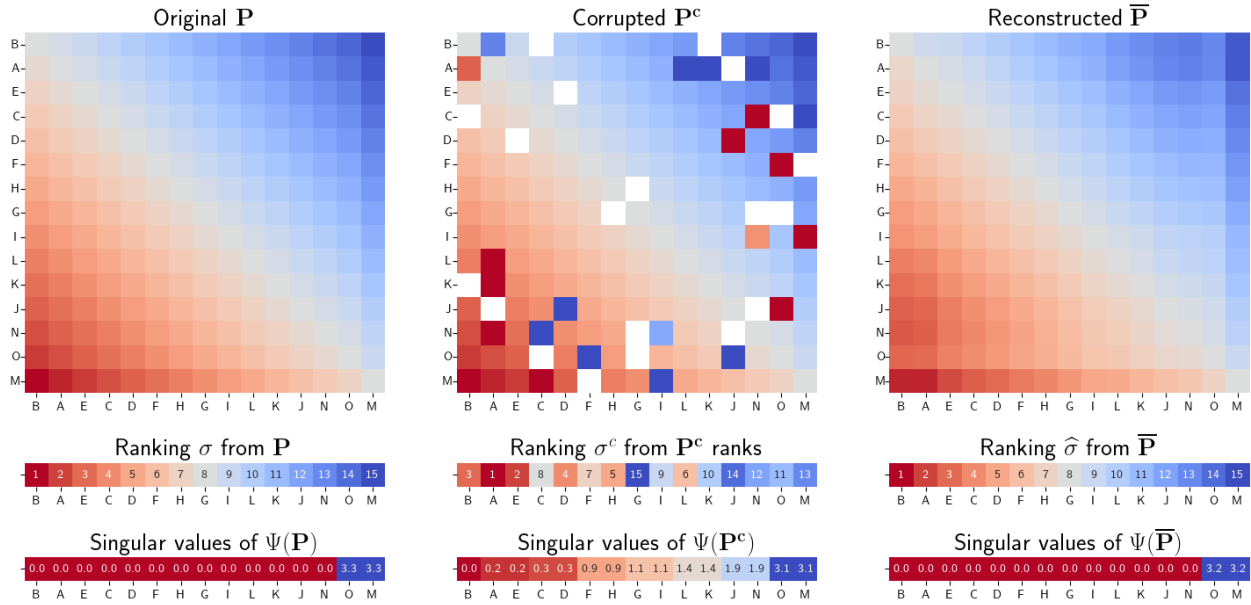 Original P
Corrupted Pᶜ
Reconstructed P̅
B
A
E
C
D
F
H
G
I
L
K
J
N
O
M
B A E C D F H G I L K J N O M
B
A
E
C
D
F
H
G
I
L
K
J
N
O
M
B A E C D F H G I L K J N O M
B
A
E
C
D
F
H
G
I
L
K
J
N
O
M
B A E C D F H G I L K J N O M
Ranking σ from P
1 2 3 4 5 6 7 8 9 10 11 12 13 14 15
B A E C D F H G I L K J N O M
Ranking σᶜ from Pᶜ ranks
3 1 2 8 4 7 5 15 9 6 10 14 12 11 13
B A E C D F H G I L K J N O M
Ranking σ̂ from P̅
1 2 3 4 5 6 7 8 9 10 11 12 13 14 15
B A E C D F H G I L K J N O M
Singular values of Ψ(P)
0.0 0.0 0.0 0.0 0.0 0.0 0.0 0.0 0.0 0.0 0.0 0.0 0.0 3.3 3.3
B A E C D F H G I L K J N O M
Singular values of Ψ(Pᶜ)
0.0 0.2 0.2 0.3 0.3 0.9 0.9 1.1 1.1 1.4 1.4 1.9 1.9 3.1 3.1
B A E C D F H G I L K J N O M
Singular values of Ψ(P̅)
0.0 0.0 0.0 0.0 0.0 0.0 0.0 0.0 0.0 0.0 0.0 0.0 0.0 3.2 3.2
B A E C D F H G I L K J N O M